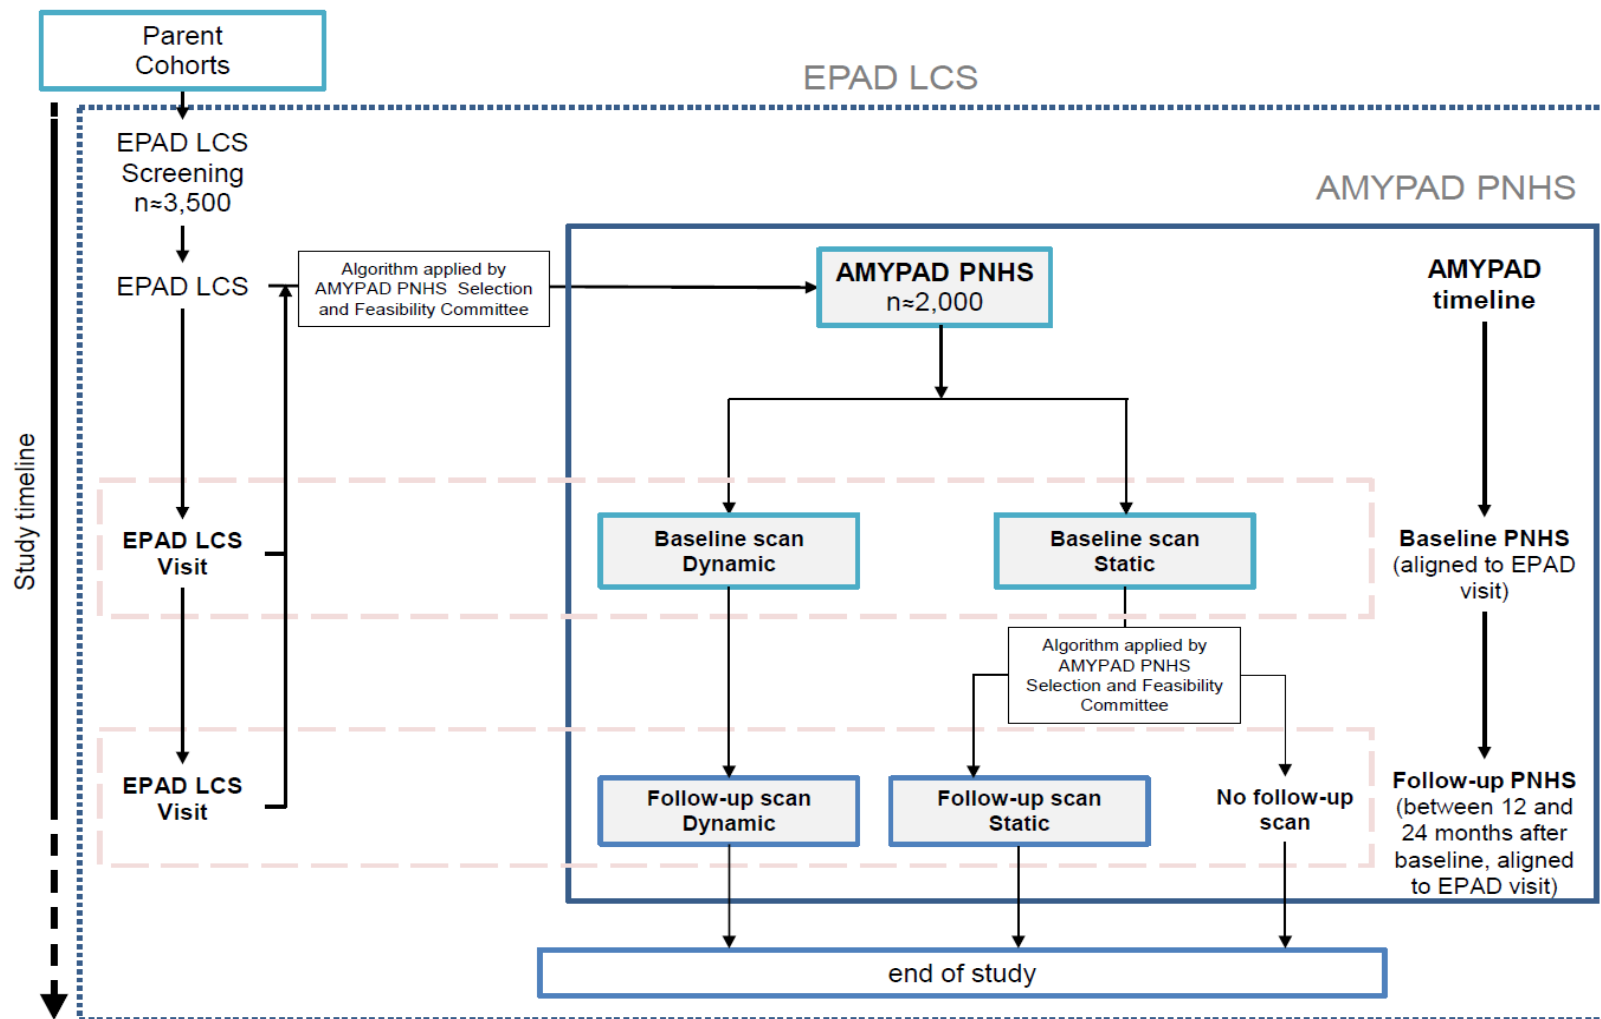 Parent
Cohorts
EPAD LCS
EPAD LCS
Screening
n≈3,500
AMYPAD PNHS
EPAD LCS
Algorithm applied by
AMYPAD PNHS Selection
and Feasibility Committee
AMYPAD PNHS
n≈2,000
AMYPAD
timeline
Study timeline
EPAD LCS
Visit
Baseline scan
Dynamic
Baseline scan
Static
Baseline PNHS
(aligned to EPAD
visit)
Algorithm applied by
AMYPAD PNHS
Selection and Feasibility
Committee
EPAD LCS
Visit
Follow-up scan
Dynamic
Follow-up scan
Static
No follow-up
scan
Follow-up PNHS
(between 12 and
24 months after
baseline, aligned
to EPAD visit)
end of study